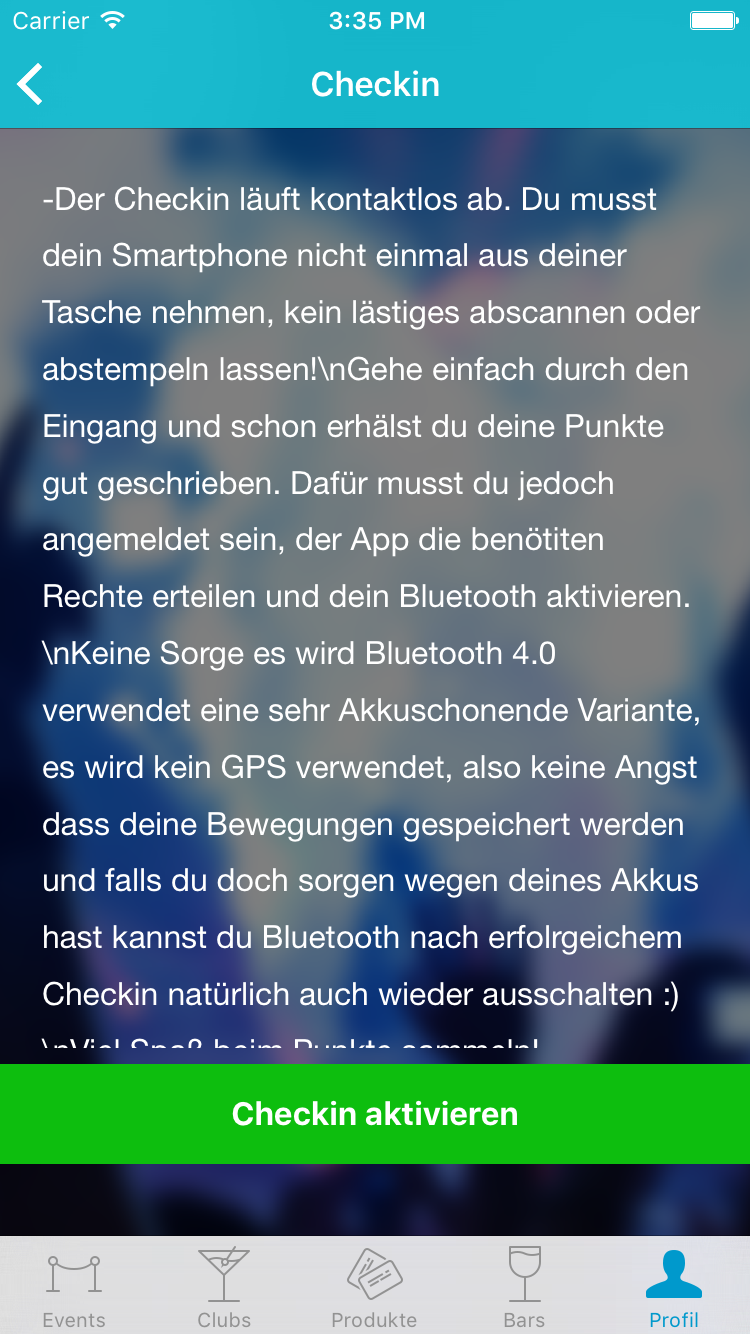 Carrier 3:35 PM
Checkin
-Der Checkin läuft kontaktlos ab. Du musst
dein Smartphone nicht einmal aus deiner
Tasche nehmen, kein lästiges abscannen oder
abstempeln lassen!\nGehe einfach durch den
Eingang und schon erhälst du deine Punkte
gut geschrieben. Dafür musst du jedoch
angemeldet sein, der App die benötiten
Rechte erteilen und dein Bluetooth aktivieren.
\nKeine Sorge es wird Bluetooth 4.0
verwendet eine sehr Akkuschonende Variante,
es wird kein GPS verwendet, also keine Angst
dass deine Bewegungen gespeichert werden
und falls du doch sorgen wegen deines Akkus
hast kannst du Bluetooth nach erfolrgeichem
Checkin natürlich auch wieder ausschalten :)
\nViel Spaß beim Punkte sammeln!
Checkin aktivieren
Events Clubs Produkte Bars Profil